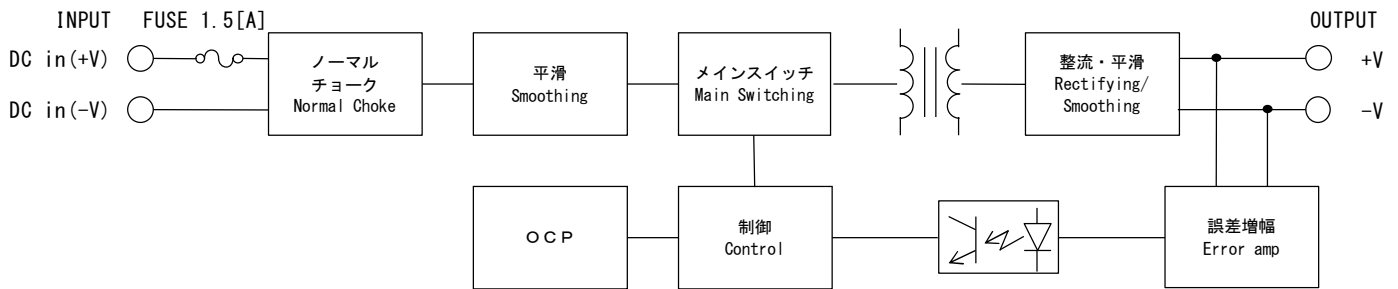 INPUT
FUSE 1.5[A]
OUTPUT
DC in(+V)
DC in(-V)
ノーマル
チョーク
Normal Choke
平滑
Smoothing
メインスイッチ
Main Switching
整流・平滑
Rectifying/
Smoothing
+V
-V
ＯＣＰ
制御
Control
誤差増幅
Error amp